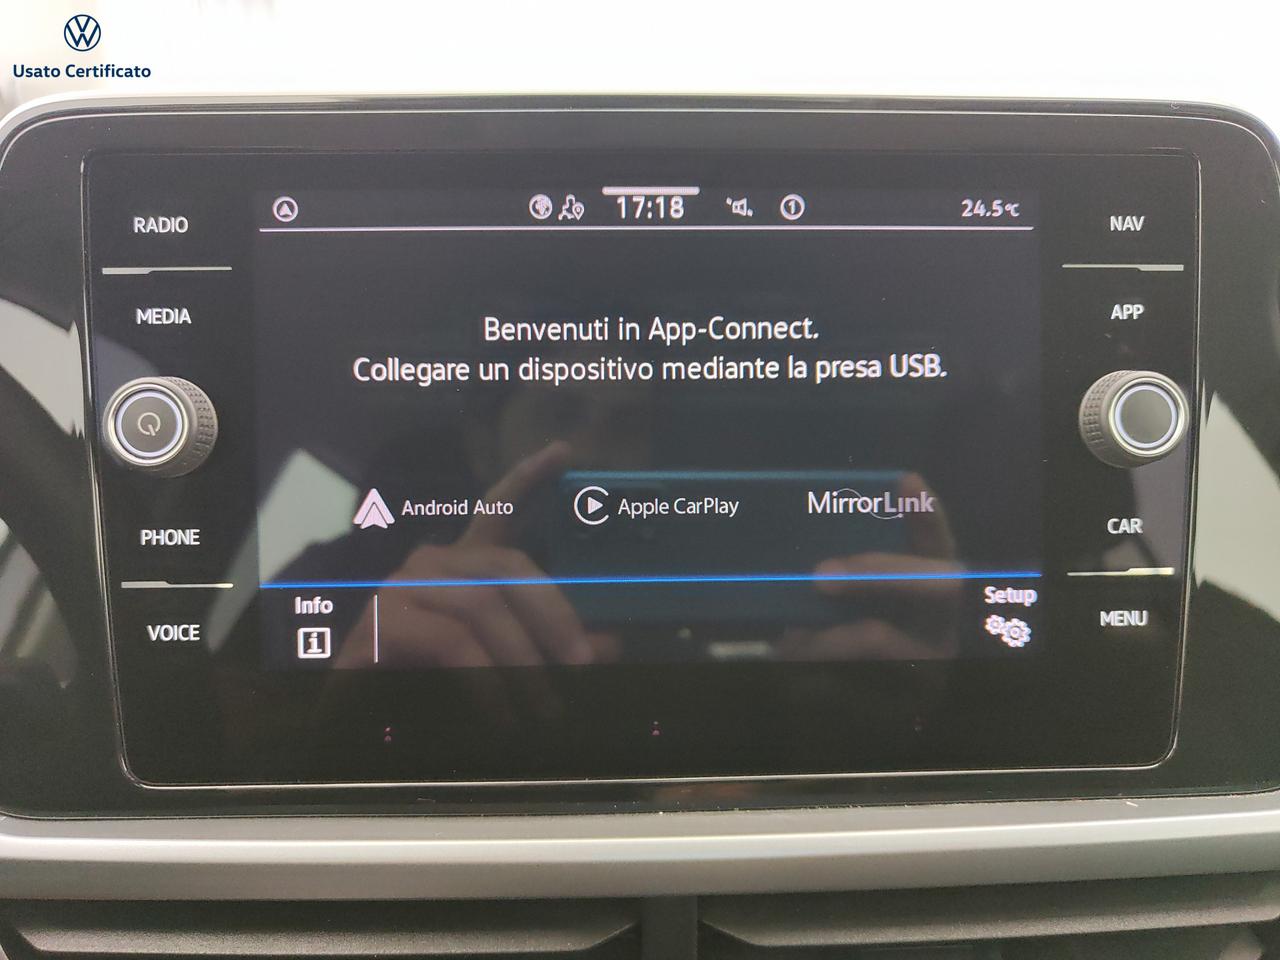 Usato Certificato
RADIO
MEDIA
PHONE
VOICE
17:18
1
24.5°C
Benvenuti in App-Connect.
Collegare un dispositivo mediante la presa USB.
Android Auto
Apple CarPlay
MirrorLink
Info
Setup
NAV
APP
CAR
MENU